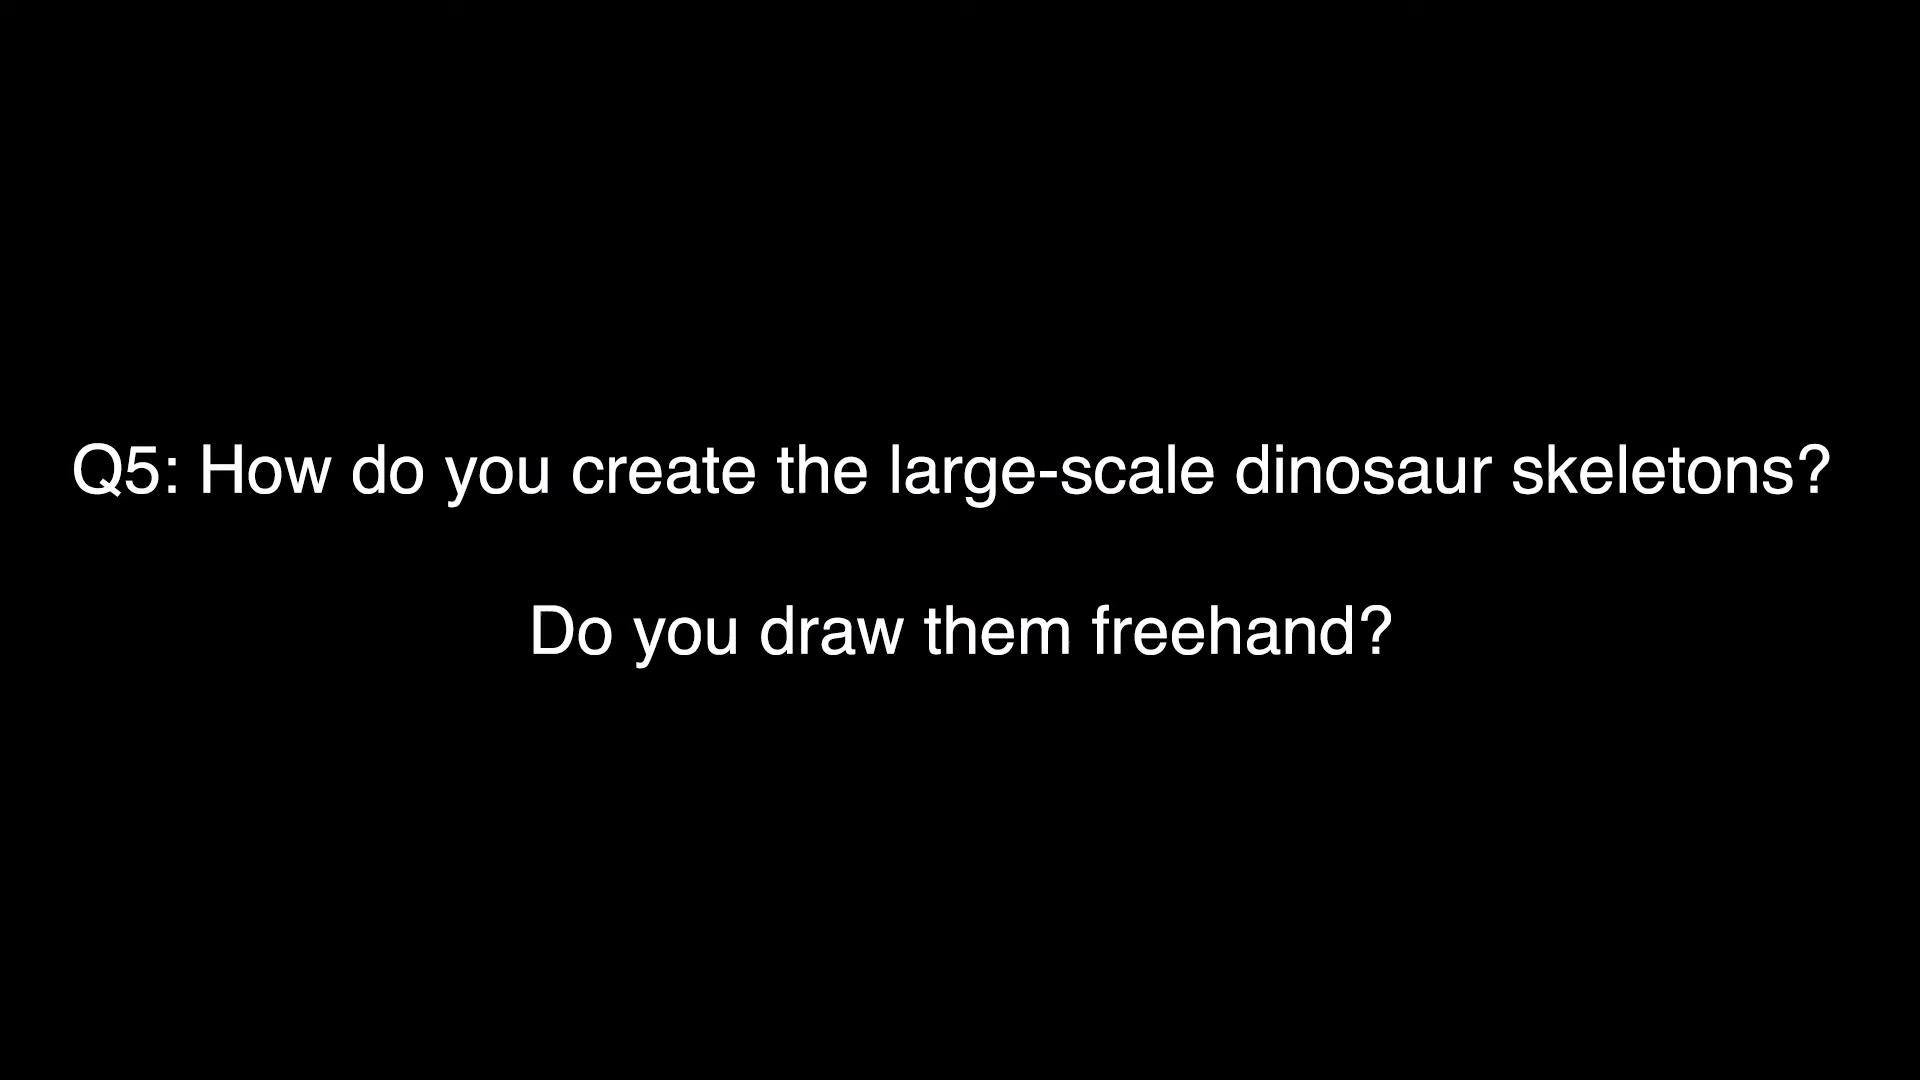 Q5: How do you create the large-scale dinosaur skeletons?
Do you draw them freehand?